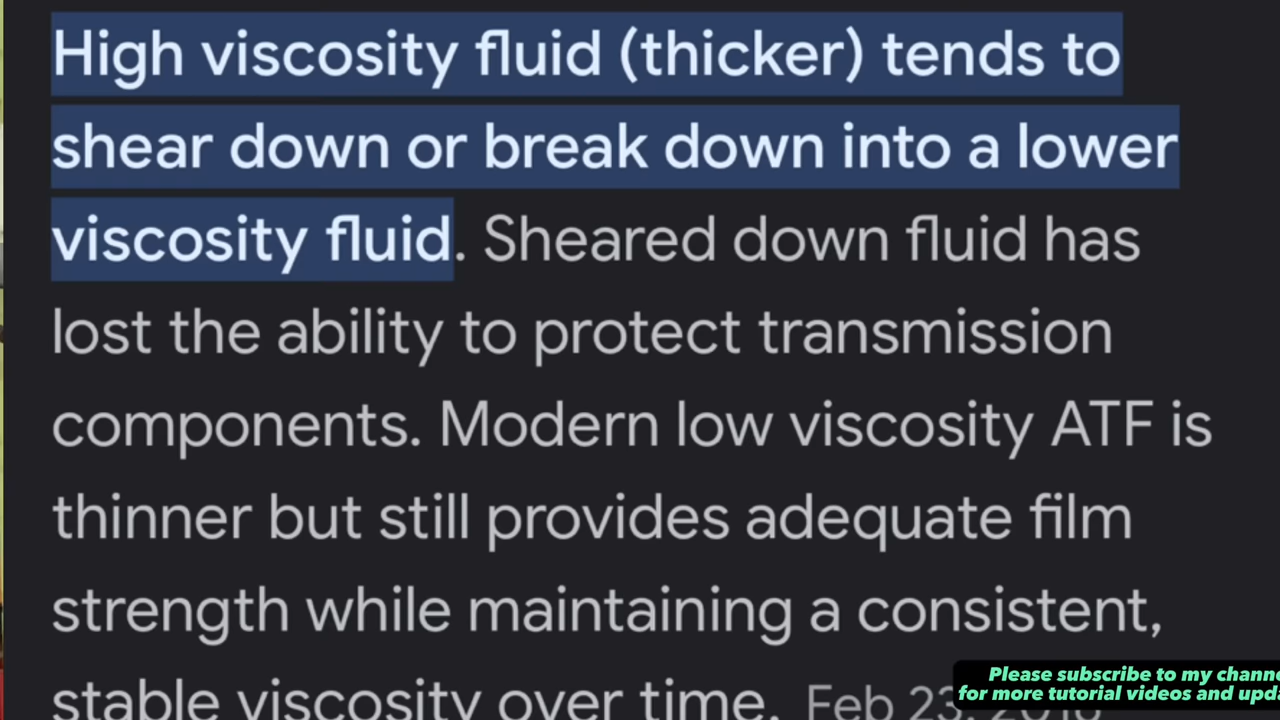 High viscosity fluid (thicker) tends to
shear down or break down into a lower
viscosity fluid. Sheared down fluid has
lost the ability to protect transmission
components. Modern low viscosity ATF is
thinner but still provides adequate film
strength while maintaining a consistent,
stable viscosity over time. Feb 23,
Please subscribe to my
for more tutorial videos and